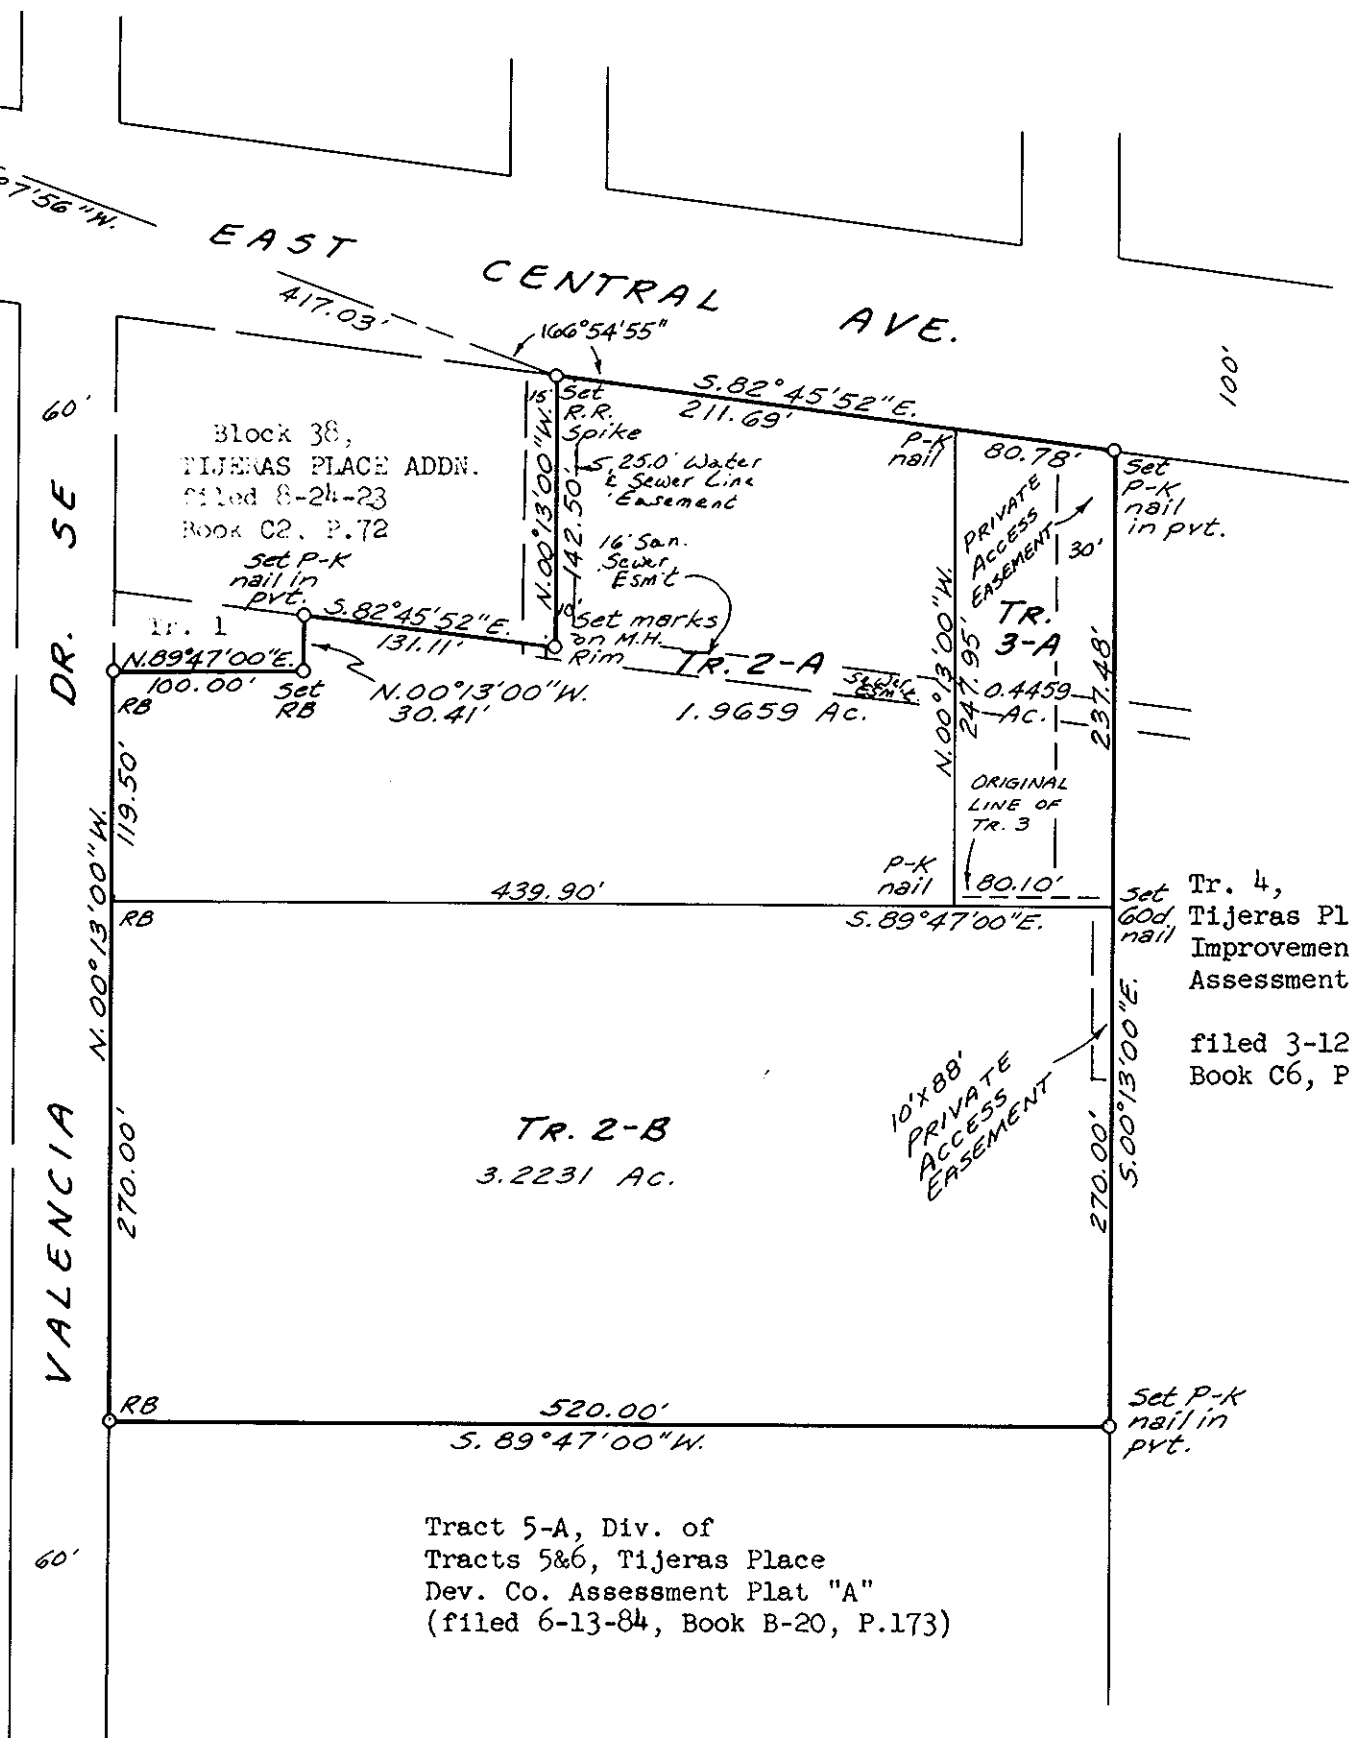 07'56"W.
EAST CENTRAL AVE.
417.03'
166°54'55"
100'
60'
S.82°45'52"E.
211.69'
Block 38,
TIJERAS PLACE ADDN.
filed 8-24-23
Book C2, P.72
15'
Set
R.R.
Spike
N.00°13'00"W.
142.50'
25.0' Water
& Sewer Line
Easement
16' San.
Sewer
Esm't
10'
Set marks
on M.H.
Rim
P-K
nail
80.78'
Set
P-K
nail
in pvt.
PRIVATE
ACCESS
EASEMENT
30'
Set P-K
nail in
pvt.
Tr. 1
S.82°45'52"E.
131.11'
N.89°47'00"E.
100.00'
RB
Set
RB
N.00°13'00"W.
30.41'
TR. 2-A
1.9659 Ac.
Sewer
ESM'T.
N.00°13'00"W.
247.95'
TR.
3-A
0.4459
AC.
237.48'
ORIGINAL
LINE OF
TR. 3
VALENCIA DR. SE
119.50'
N.00°13'00"W.
439.90'
RB
P-K
nail
80.10'
S.89°47'00"E.
Set
60d
nail
Tr. 4,
Tijeras Pl
Improvemen
Assessment
filed 3-12
Book C6, P
S.00°13'00"E.
270.00'
10'X88'
PRIVATE
ACCESS
EASEMENT
270.00'
TR. 2-B
3.2231 AC.
RB
520.00'
S.89°47'00"W.
Set P-K
nail in
pvt.
60'
Tract 5-A, Div. of
Tracts 5&6, Tijeras Place
Dev. Co. Assessment Plat "A"
(filed 6-13-84, Book B-20, P.173)